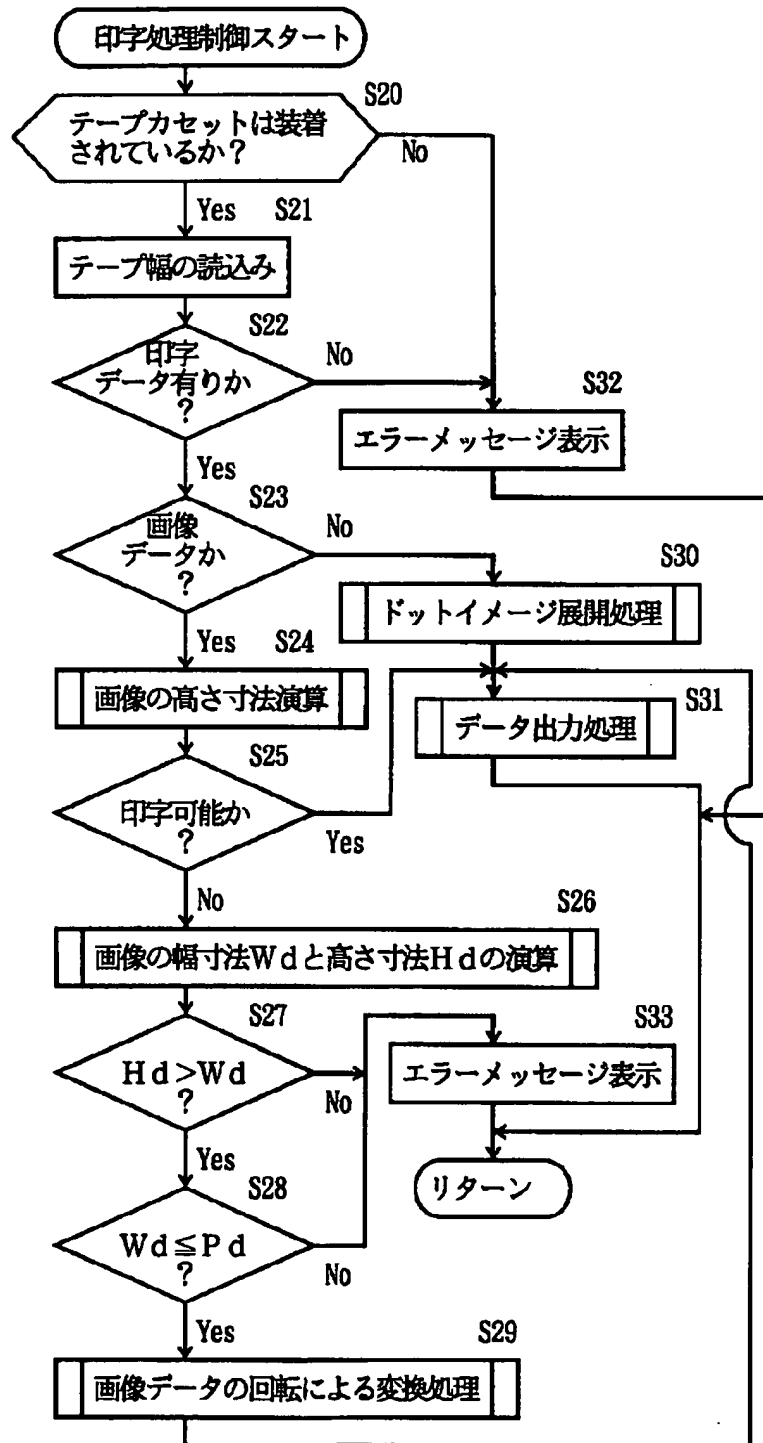 印字処理制御スタート
S20
テープカセットは装着
されているか？
No
Yes
S21
テープ幅の読込み
S22
印字
データ有りか
？
No
S32
エラーメッセージ表示
Yes
S23
画像
データか
？
No
S30
ドットイメージ展開処理
Yes
S24
画像の高さ寸法演算
S31
データ出力処理
S25
印字可能か
？
Yes
No
S26
画像の幅寸法Ｗｄと高さ寸法Ｈｄの演算
S27
Ｈｄ＞Ｗｄ
？
No
S33
エラーメッセージ表示
Yes
リターン
S28
Ｗｄ≦Ｐｄ
？
No
Yes
S29
画像データの回転による変換処理